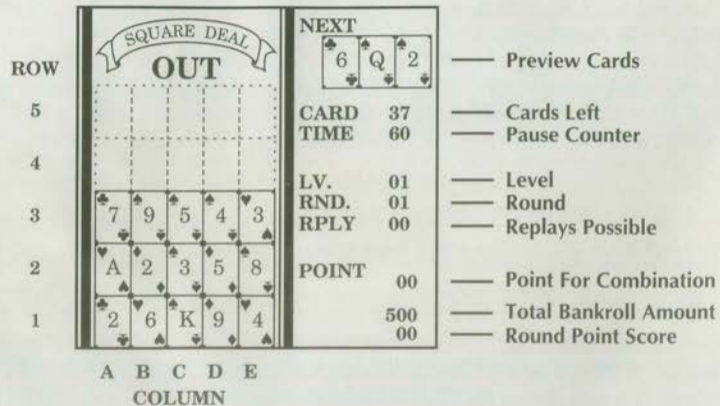 SQUARE DEAL
OUT
ROW
5
4
3
2
1
7 9 5 4 3
A 2 3 5 8
2 6 K 9 4
A B C D E
COLUMN
NEXT
6 Q 2
CARD 37
TIME 60
LV. 01
RND. 01
RPLY 00
POINT
00
500
00
Preview Cards
Cards Left
Pause Counter
Level
Round
Replays Possible
Point For Combination
Total Bankroll Amount
Round Point Score